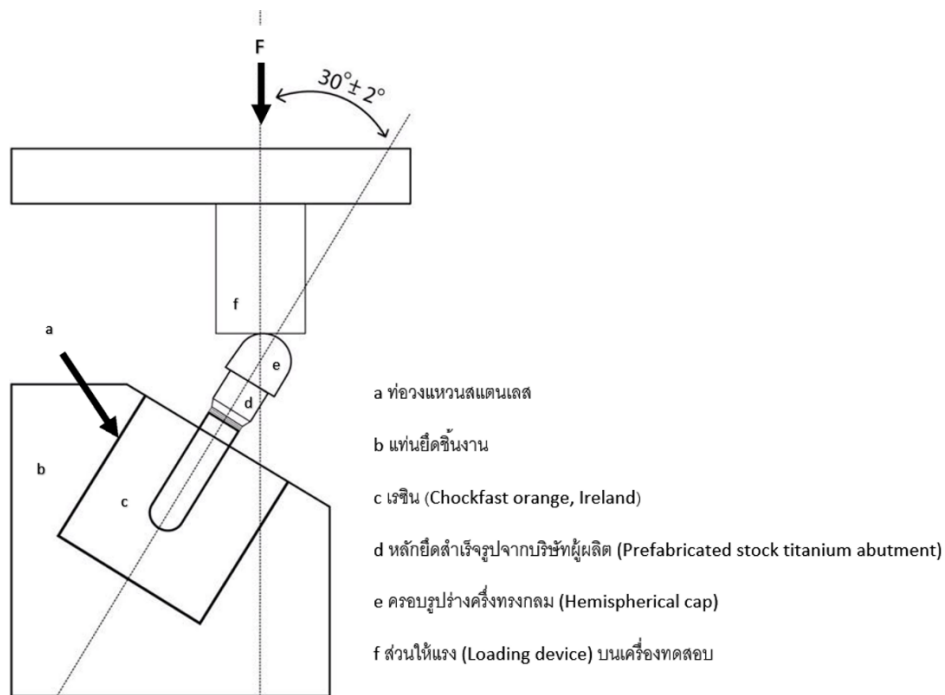 F
30°± 2°
f
a
e
d
b
c
a ท่อวงแหวนสแตนเลส
b แท่นยึดชิ้นงาน
c เรซิน (Chockfast orange, Ireland)
d หลักยึดสำเร็จรูปจากบริษัทผู้ผลิต (Prefabricated stock titanium abutment)
e ครอบรูปร่างครึ่งทรงกลม (Hemispherical cap)
f ส่วนให้แรง (Loading device) บนเครื่องทดสอบ